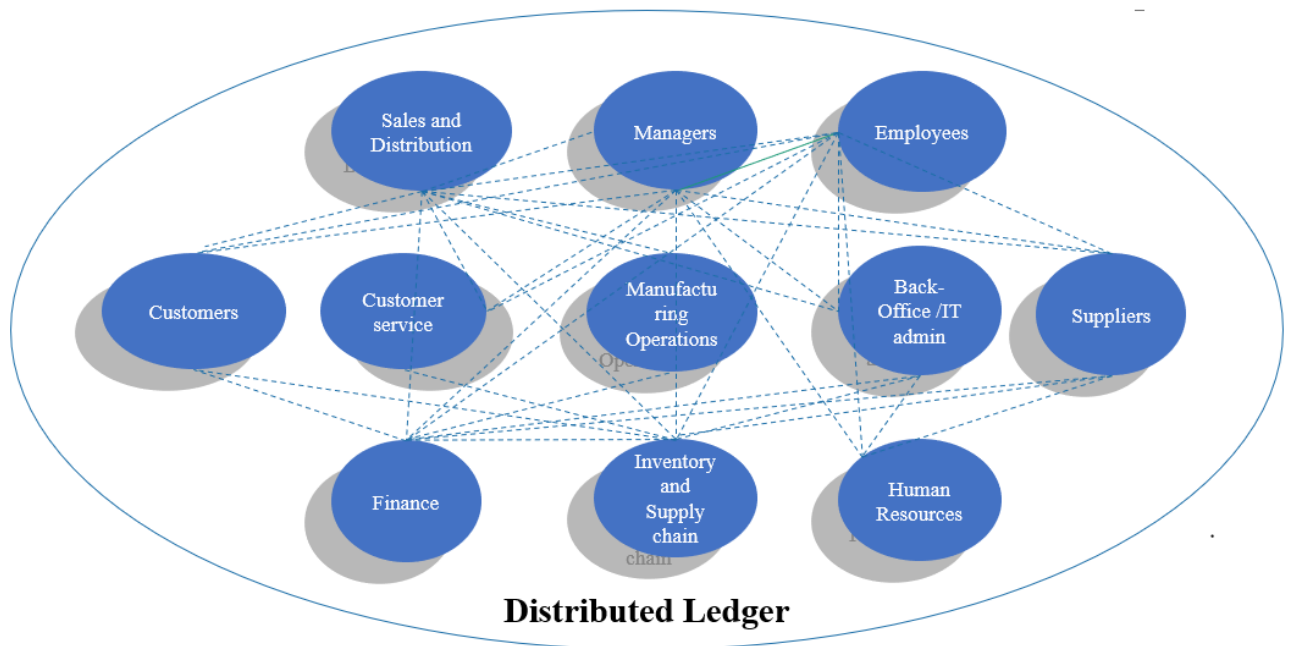 Sales and
Distribution
Managers
Employees
Customers
Customer
service
Manufactu
ring
Operations
Back-
Office /IT
admin
Suppliers
Finance
Inventory
and
Supply
chain
chain
Human
Resources
Distributed Ledger